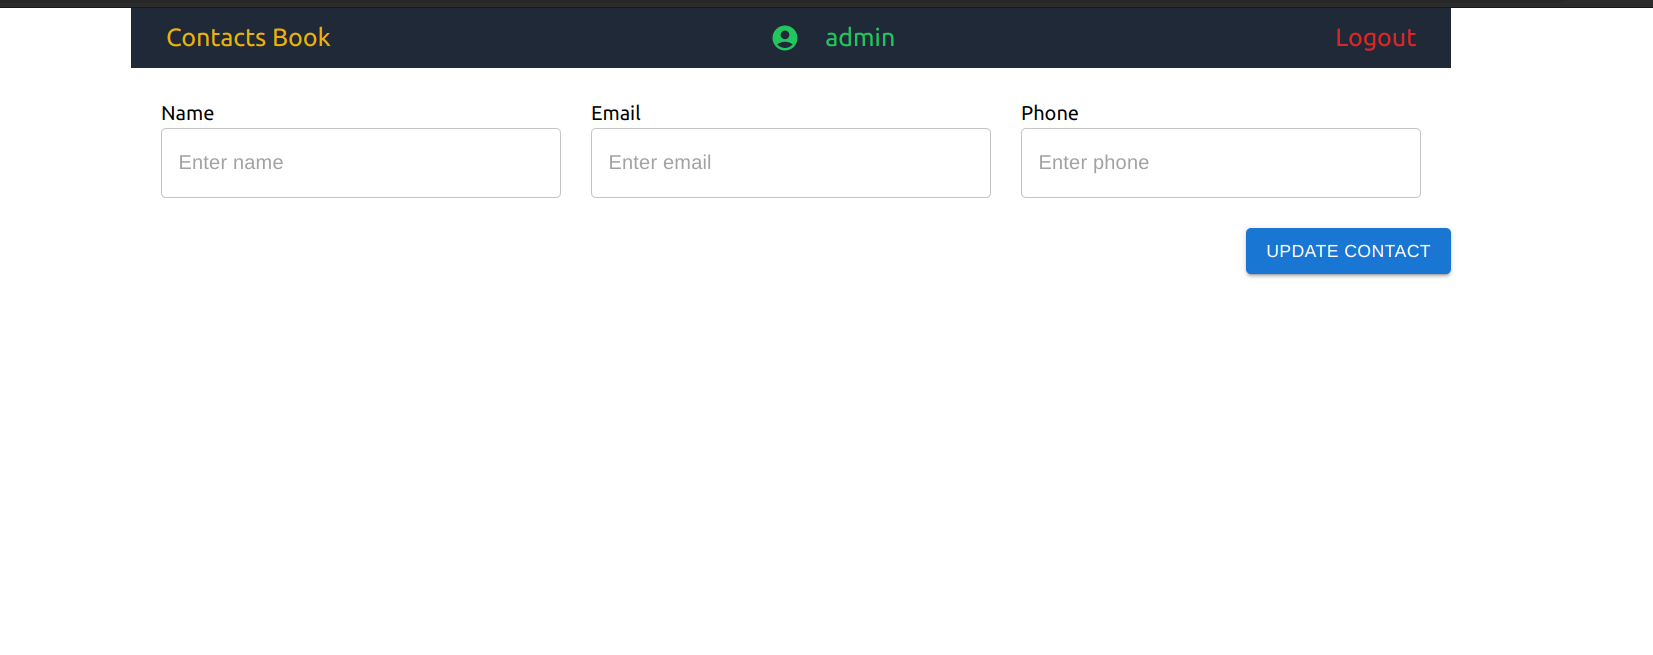 Contacts Book admin Logout
Name Email Phone
Enter name Enter email Enter phone
UPDATE CONTACT